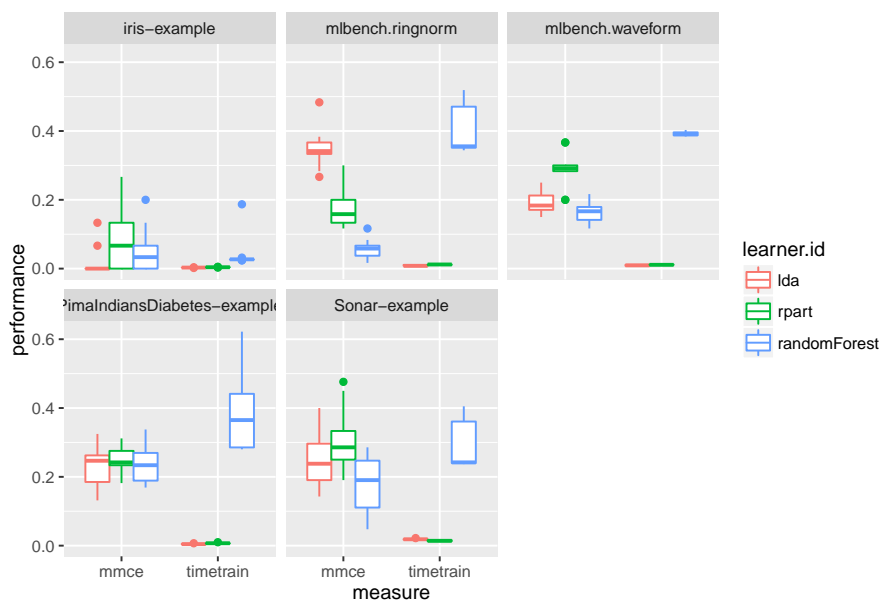 iris−example
mlbench.ringnorm
mlbench.waveform
0.6
0.4
0.2
0.0
PimaIndiansDiabetes−example
Sonar−example
0.6
0.4
0.2
0.0
mmce
timetrain
mmce
timetrain
measure
performance
learner.id
lda
rpart
randomForest